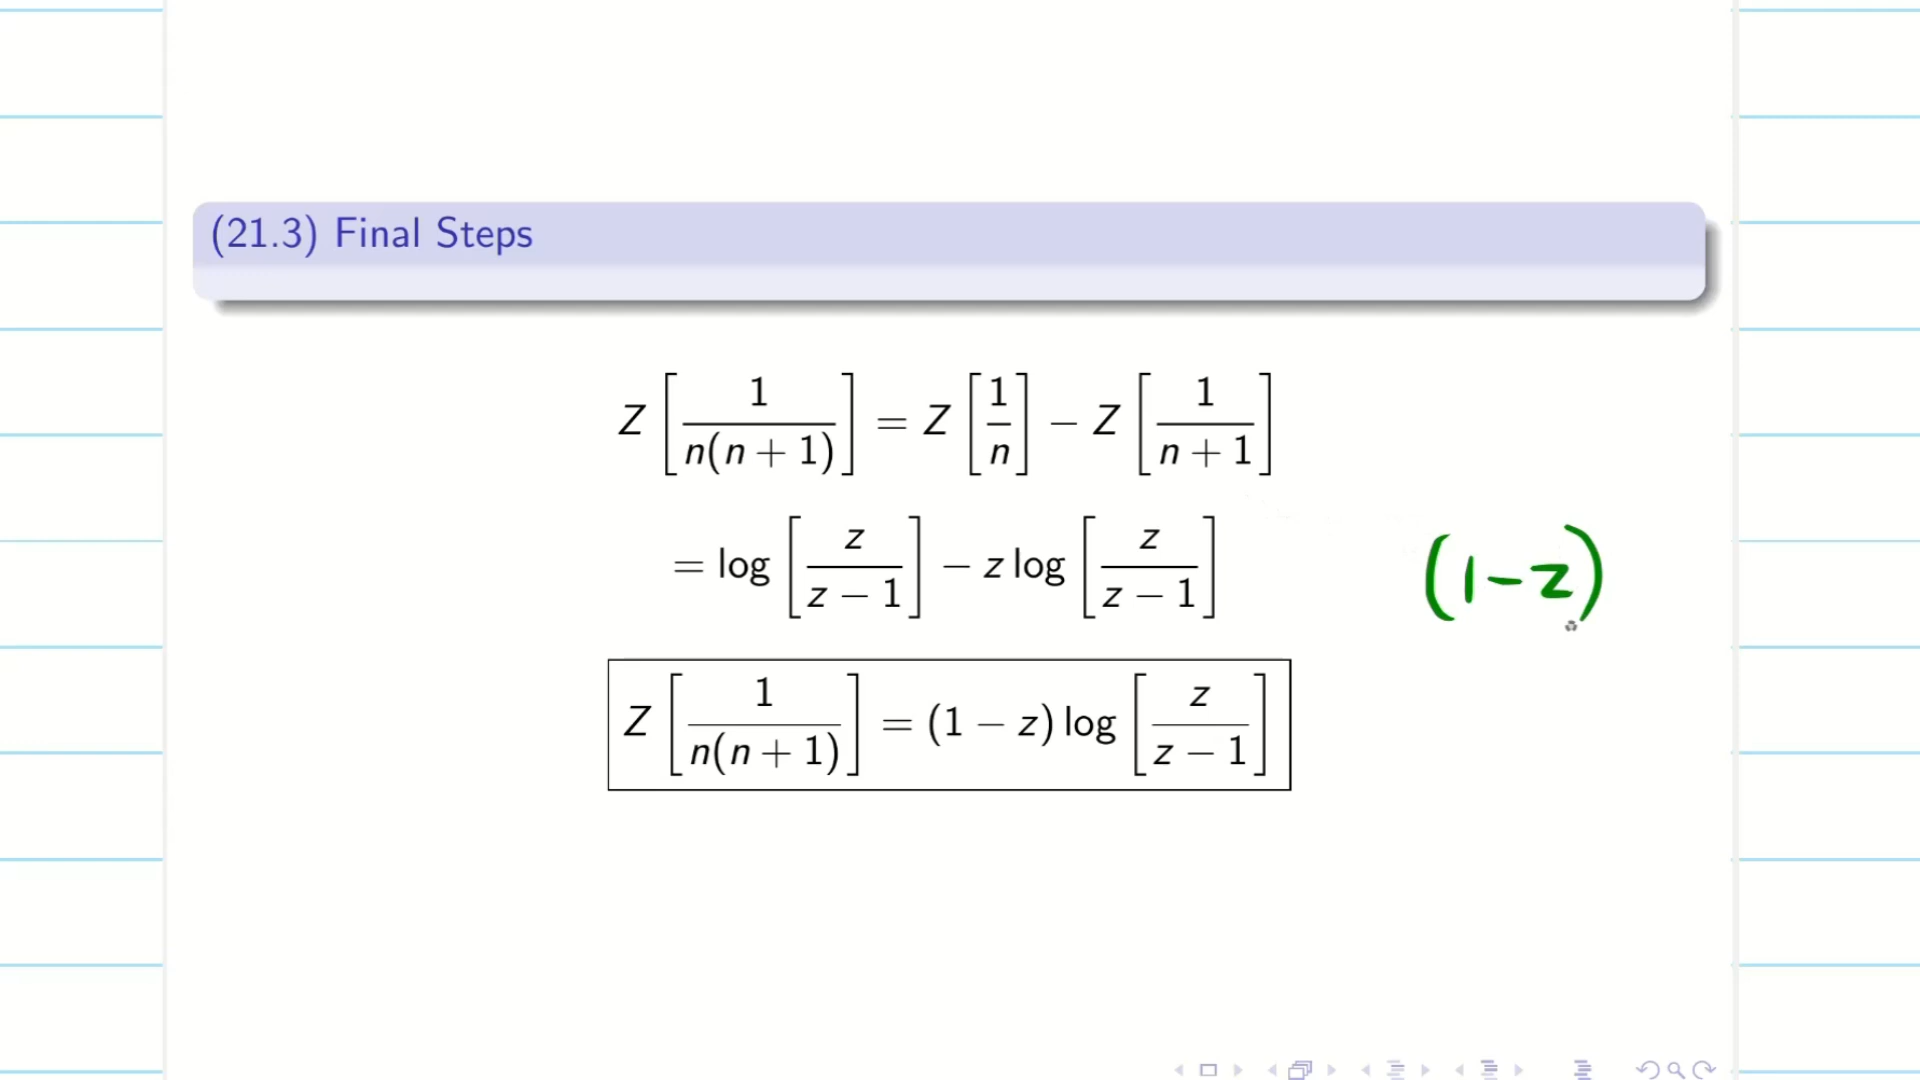 (21.3) Final Steps
Z [ 1 / n(n + 1) ] = Z [ 1 / n ] − Z [ 1 / n + 1 ]
= log [ z / z − 1 ] − z log [ z / z − 1 ]
(1-z)
Z [ 1 / n(n + 1) ] = (1 − z) log [ z / z − 1 ]